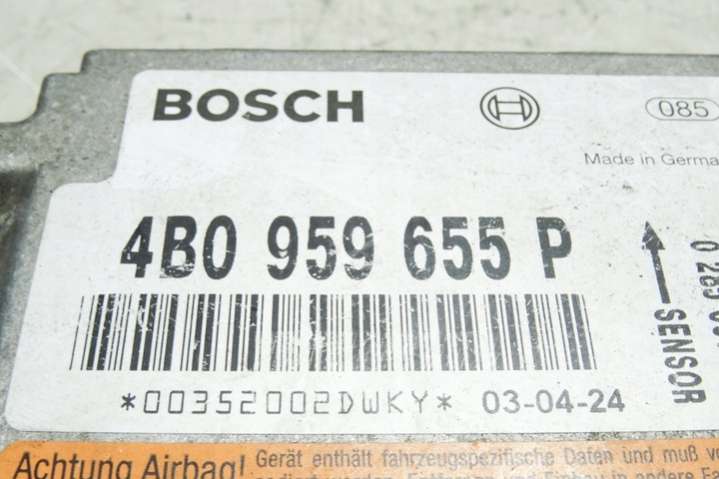 BOSCH
085
Made in Germa
4B0 959 655 P
SENSOR
*00352002DWKY* 03-04-24
Achtung Airbag!
Gerät enthält fahrzeugspezifische Daten und muß